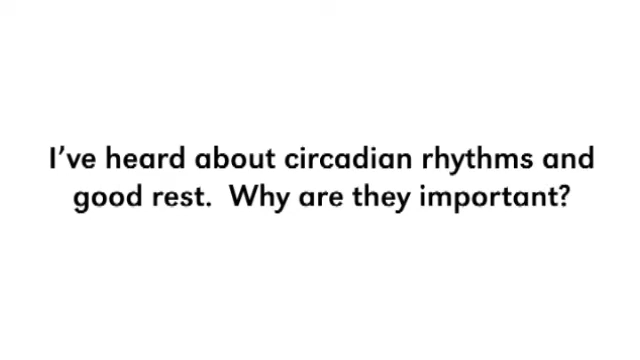 I've heard about circadian rhythms and
good rest.  Why are they important?